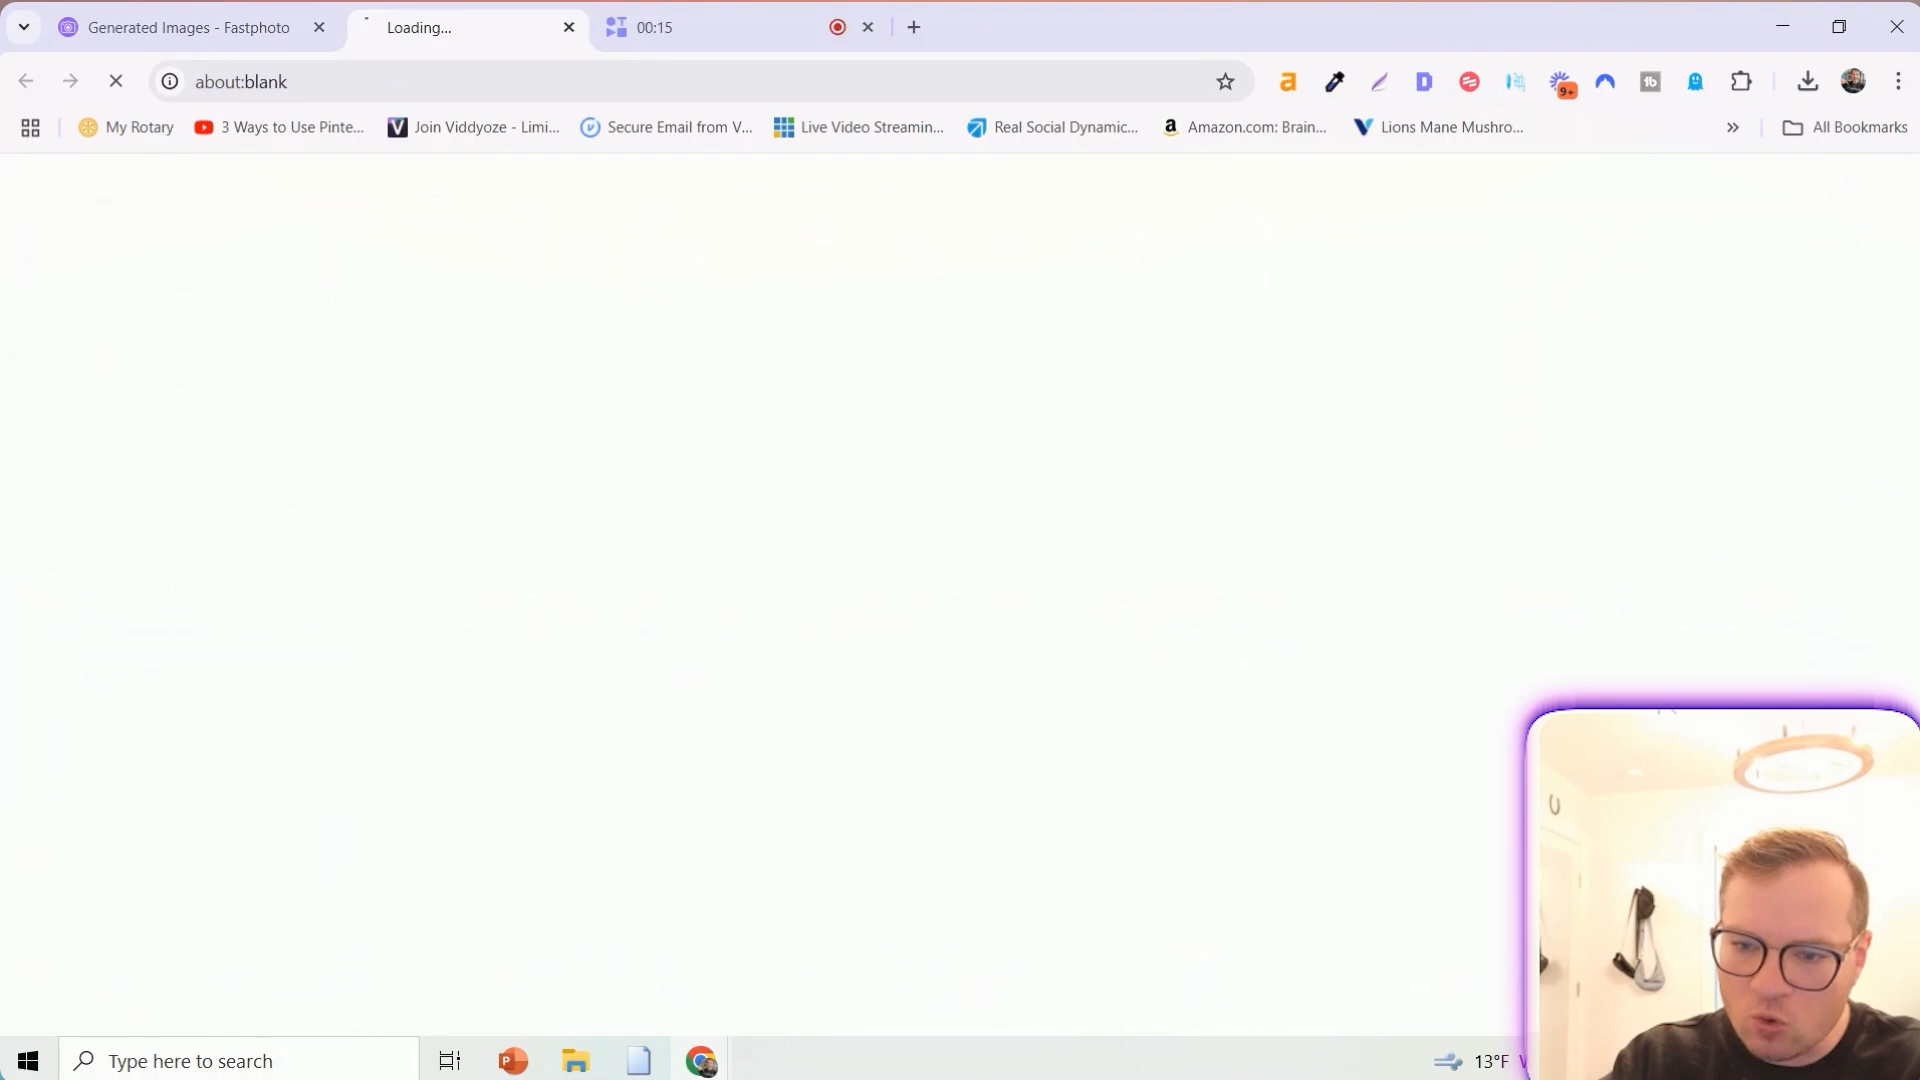 Generated Images - Fastphoto
Loading...
00:15
about:blank
9+
My Rotary
3 Ways to Use Pinte...
Join Viddyoze - Limi...
Secure Email from V...
Live Video Streamin...
Real Social Dynamic...
Amazon.com: Brain...
Lions Mane Mushro...
All Bookmarks
Type here to search
13°F